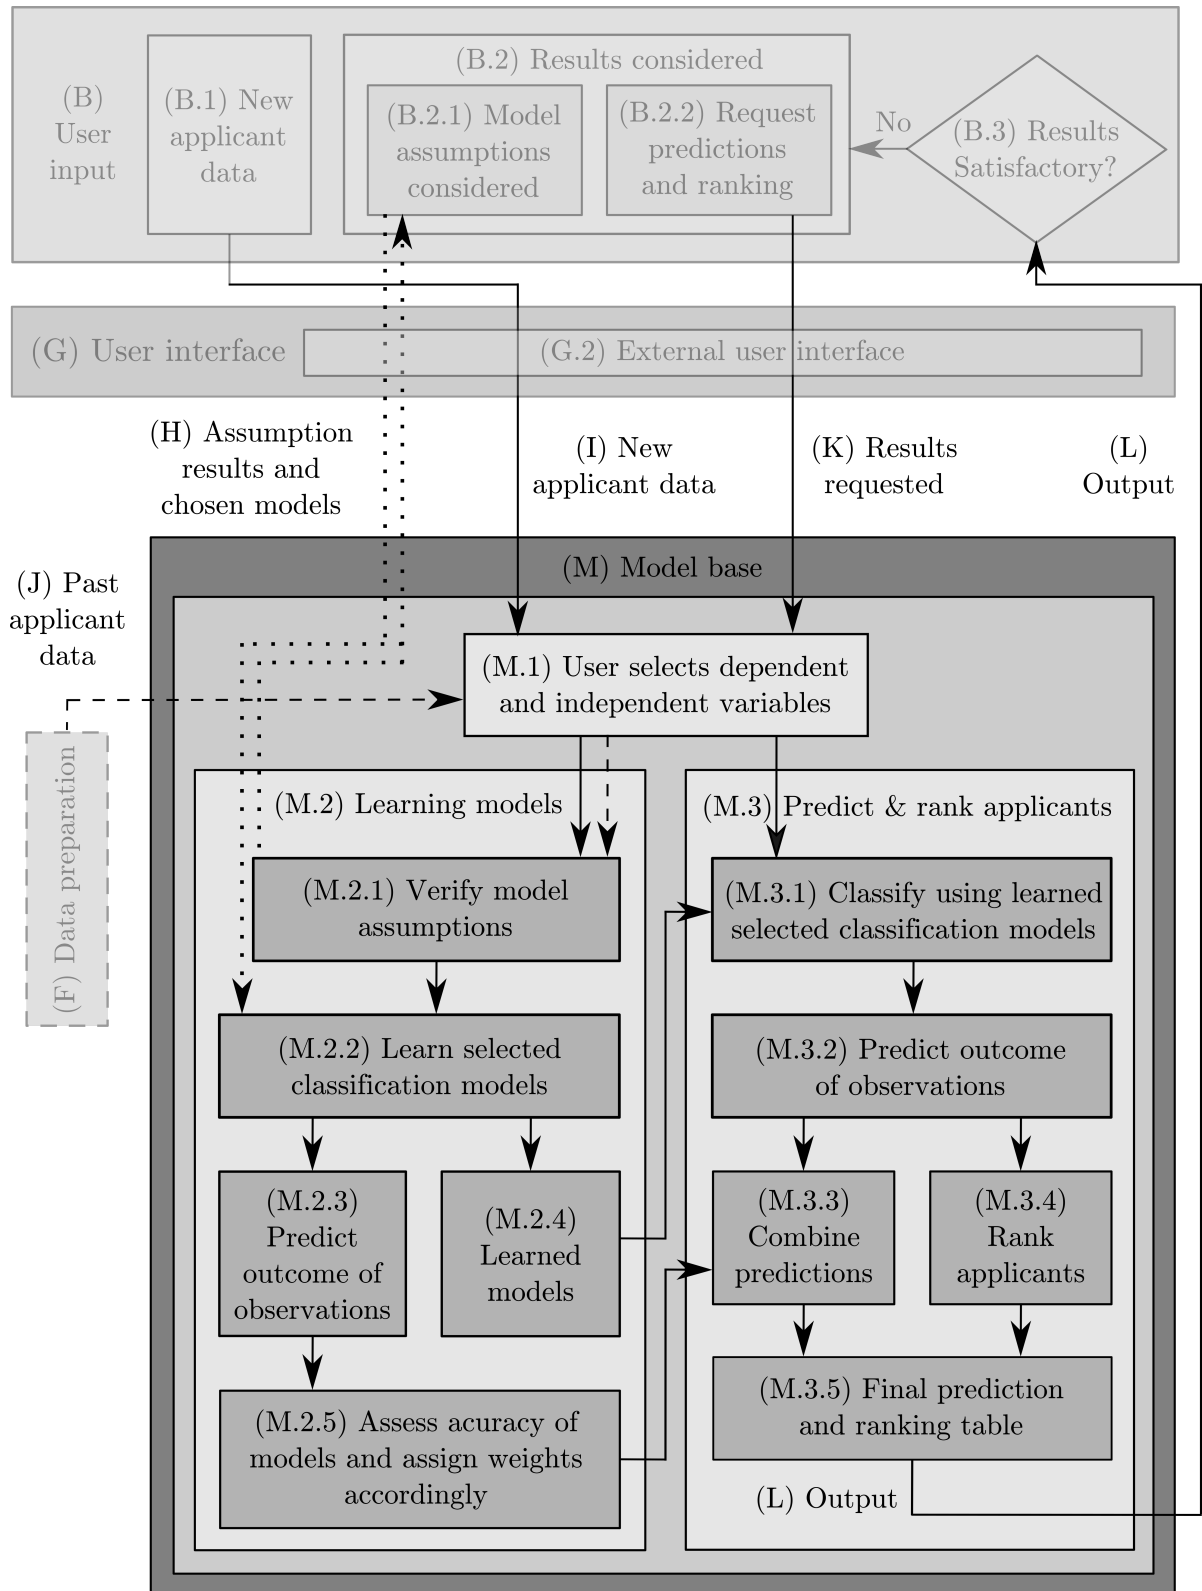 (B)
User
input
(B.1) New
applicant
data
(B.2) Results considered
(B.2.1) Model
assumptions
considered
(B.2.2) Request
predictions
and ranking
No
(B.3) Results
Satisfactory?
(G) User interface
(G.2) External user interface
(H) Assumption
results and
chosen models
(I) New
applicant data
(K) Results
requested
(L)
Output
(M) Model base
(J) Past
applicant
data
(M.1) User selects dependent
and independent variables
(F) Data preparation
(M.2) Learning models
(M.2.1) Verify model
assumptions
(M.2.2) Learn selected
classification models
(M.2.3)
Predict
outcome of
observations
(M.2.4)
Learned
models
(M.2.5) Assess acuracy of
models and assign weights
accordingly
(M.3) Predict & rank applicants
(M.3.1) Classify using learned
selected classification models
(M.3.2) Predict outcome
of observations
(M.3.3)
Combine
predictions
(M.3.4)
Rank
applicants
(M.3.5) Final prediction
and ranking table
(L) Output